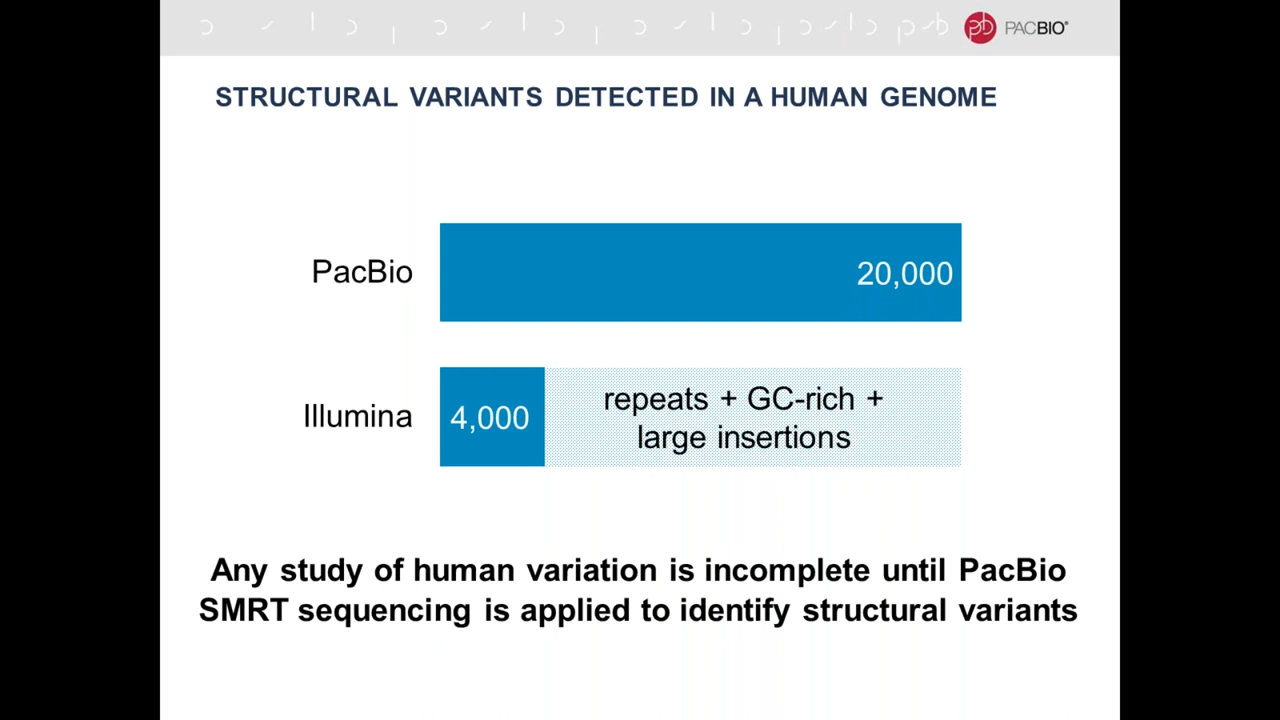 PACBIO®
STRUCTURAL VARIANTS DETECTED IN A HUMAN GENOME
PacBio
20,000
Illumina
4,000
repeats + GC-rich +
large insertions
Any study of human variation is incomplete until PacBio
SMRT sequencing is applied to identify structural variants